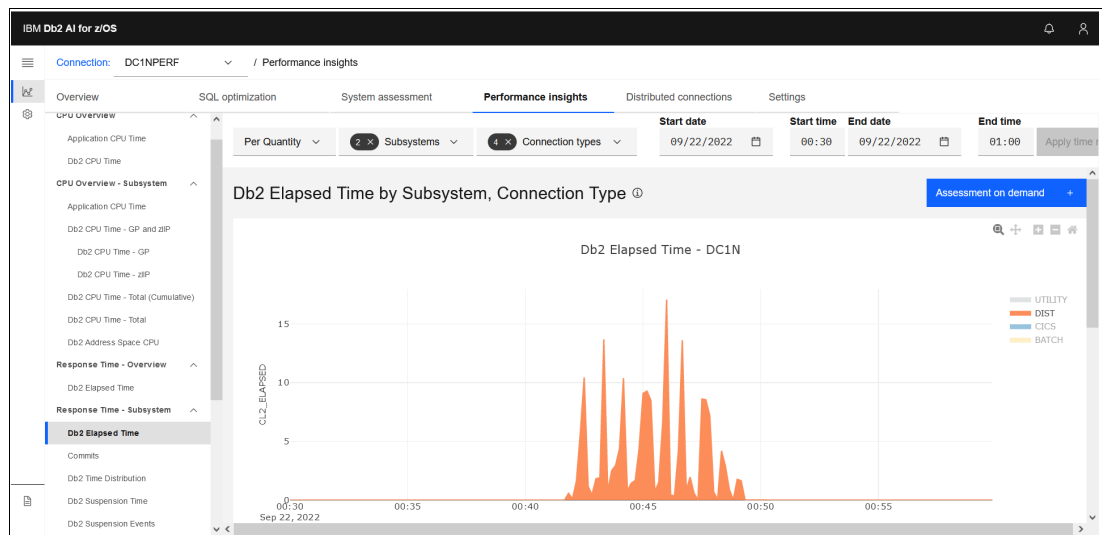 IBM Db2 AI for z/OS
Connection: DC1NPERF / Performance insights
Overview SQL optimization System assessment Performance insights Distributed connections Settings
CPU Overview
Application CPU Time
Db2 CPU Time
CPU Overview - Subsystem
Application CPU Time
Db2 CPU Time - GP and zIIP
Db2 CPU Time - GP
Db2 CPU Time - zIIP
Db2 CPU Time - Total (Cumulative)
Db2 CPU Time - Total
Db2 Address Space CPU
Response Time - Overview
Db2 Elapsed Time
Response Time - Subsystem
Db2 Elapsed Time
Commits
Db2 Time Distribution
Db2 Suspension Time
Db2 Suspension Events
Start date Start time End date End time
Per Quantity 2 × Subsystems 4 × Connection types 09/22/2022 00:30 09/22/2022 01:00 Apply time
Db2 Elapsed Time by Subsystem, Connection Type
Assessment on demand +
Db2 Elapsed Time - DC1N
UTILITY
DIST
CICS
BATCH
CL2_ELAPSED
15
10
5
0
00:30 00:35 00:40 00:45 00:50 00:55
Sep 22, 2022